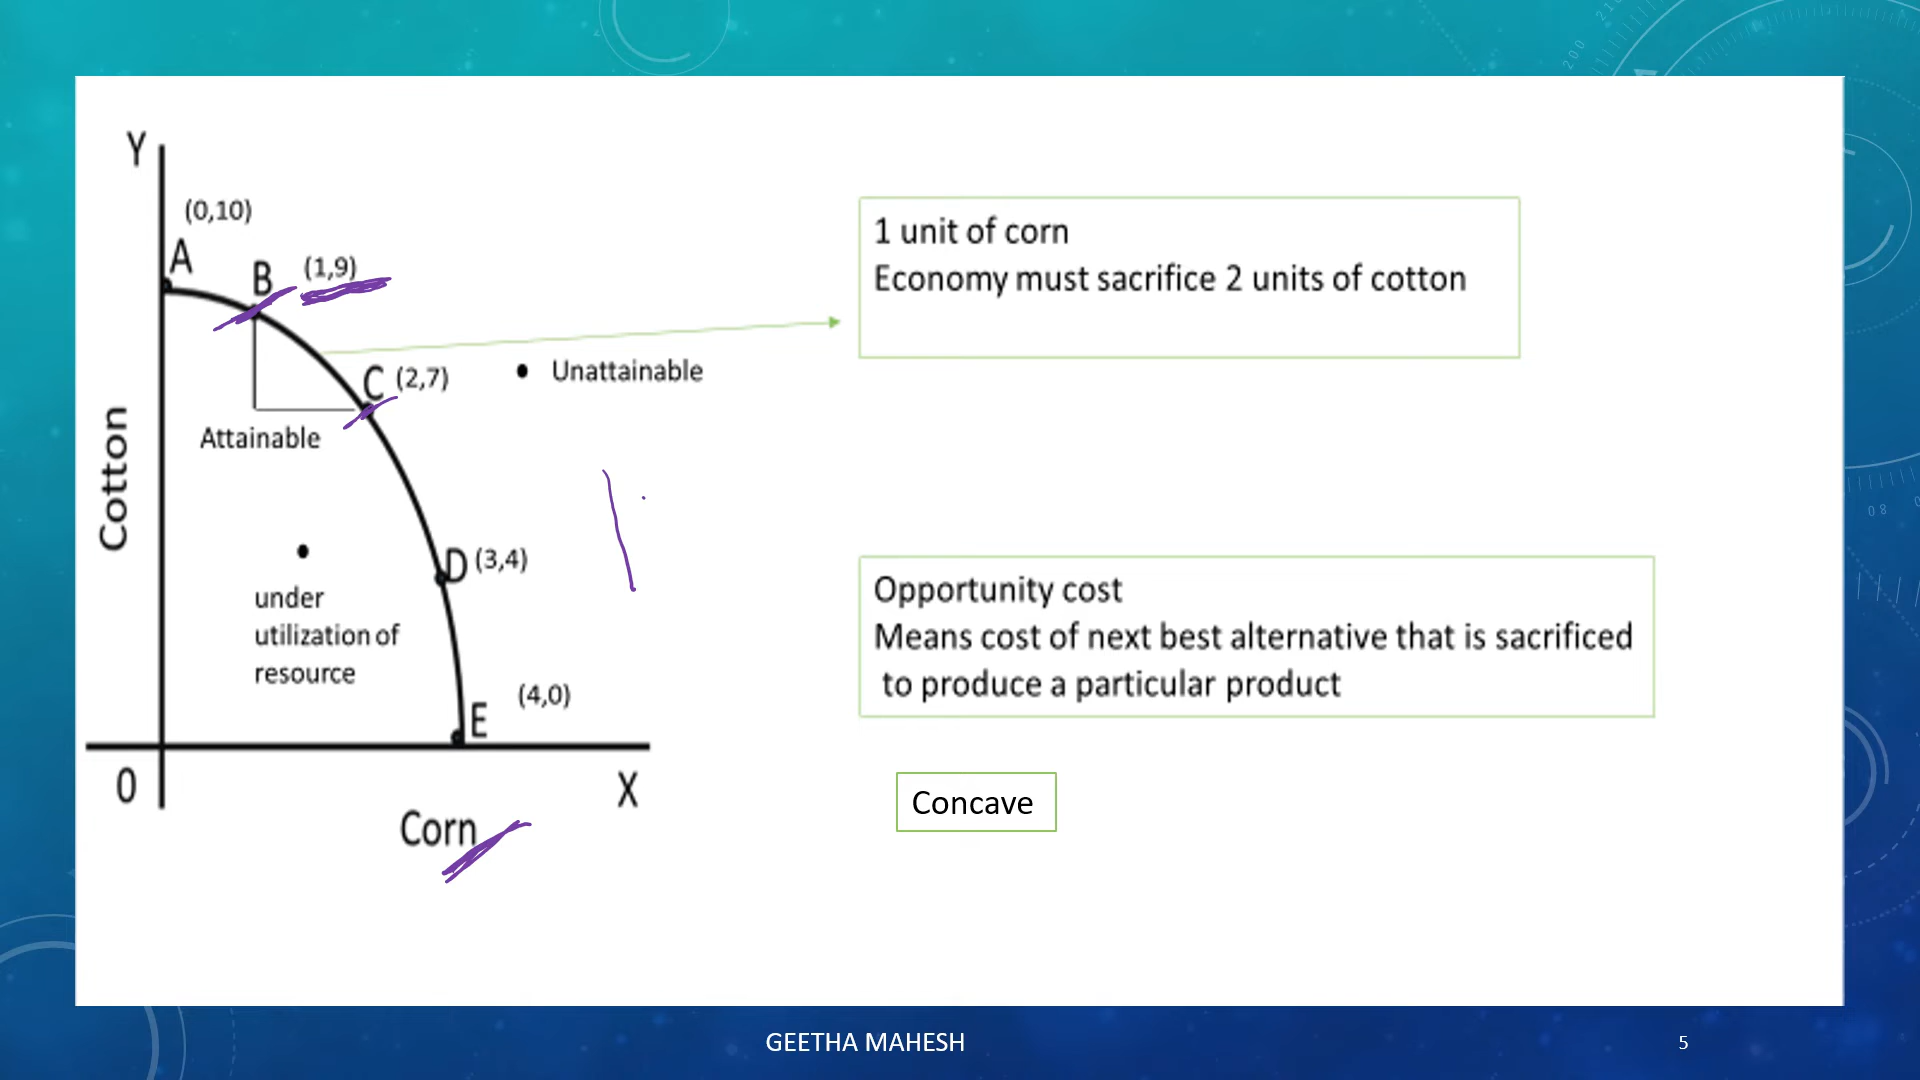 Y
(0,10)
A
B
(1,9)
1 unit of corn
Economy must sacrifice 2 units of cotton
C
(2,7)
Unattainable
Attainable
Cotton
D
(3,4)
under
utilization of
resource
Opportunity cost
Means cost of next best alternative that is sacrificed
to produce a particular product
(4,0)
E
0
X
Corn
Concave
GEETHA MAHESH
5
200
80